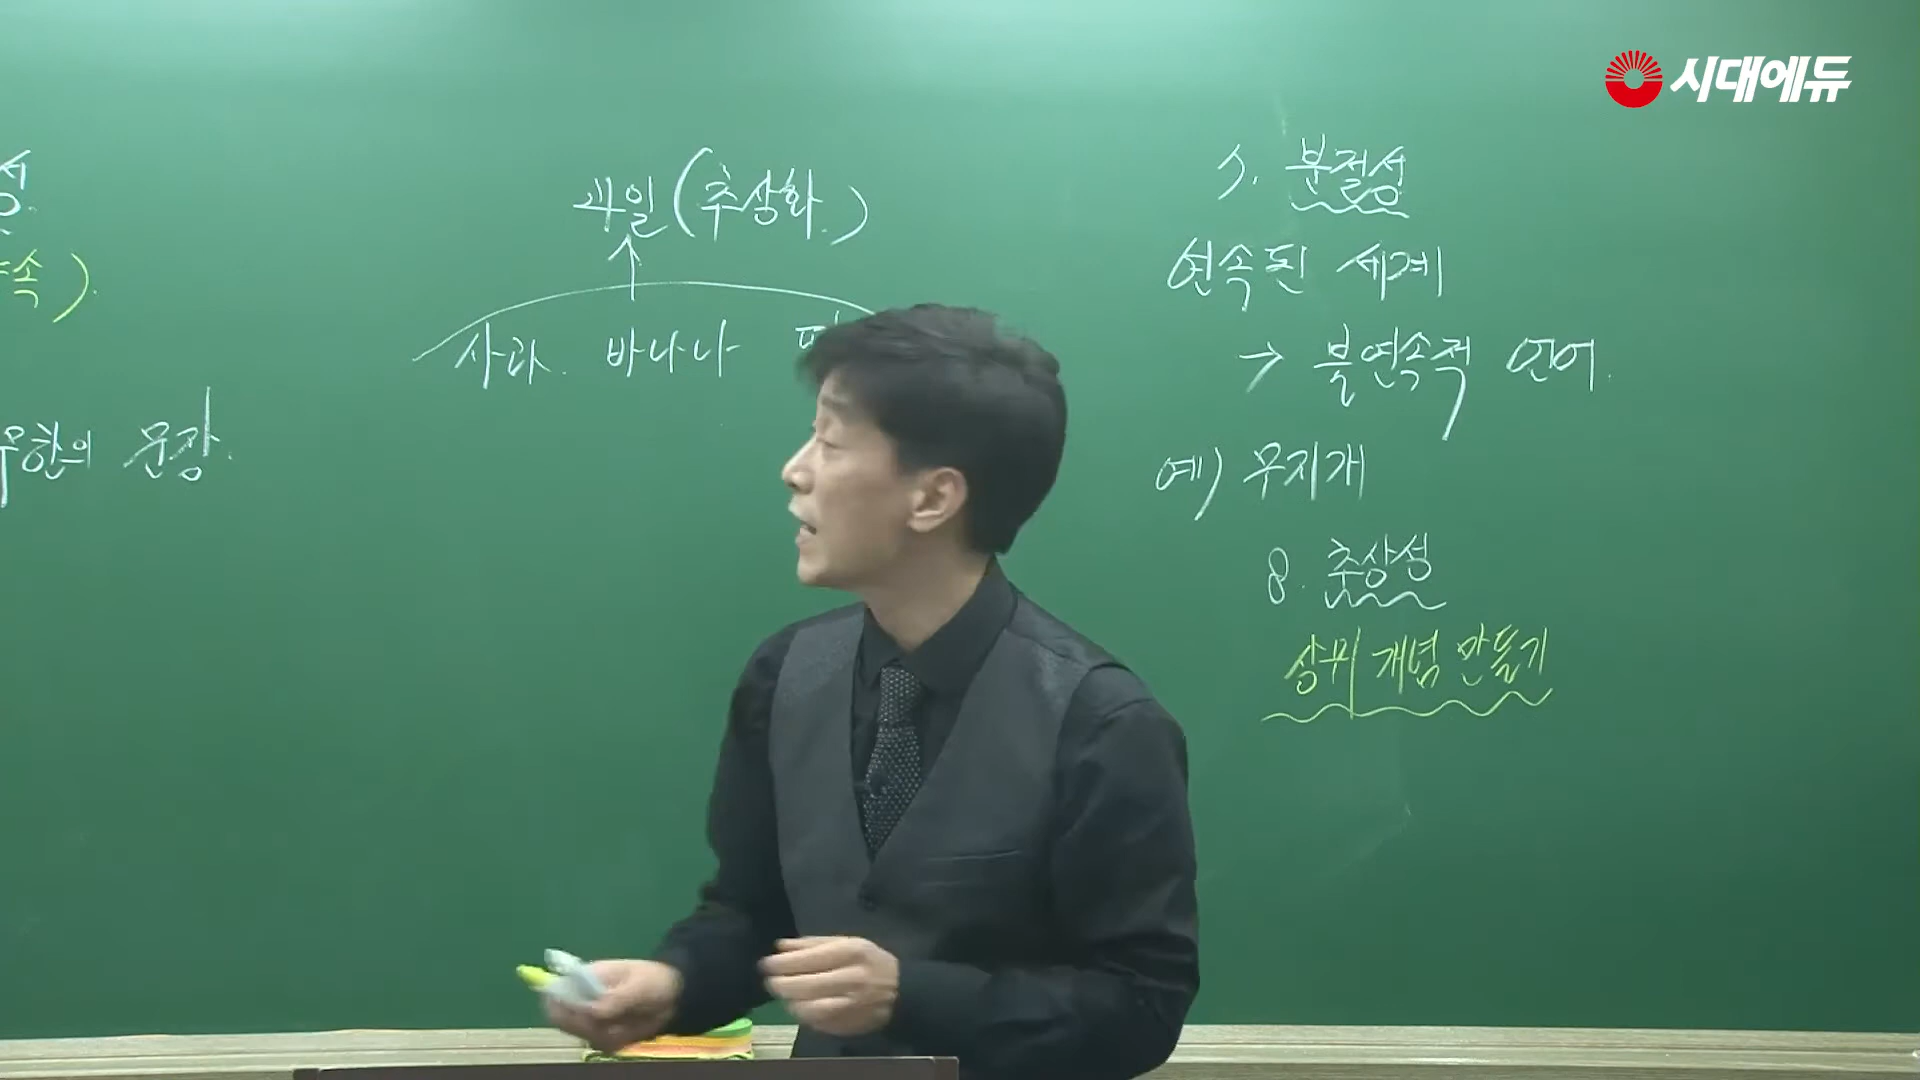 시대에듀
성.
속).
무한의 문장.
과일(추상화.)
사과. 바나나
7. 분절성
연속된 세계
→ 불연속적 언어.
예) 무지개
8. 추상성
상위 개념 만들기